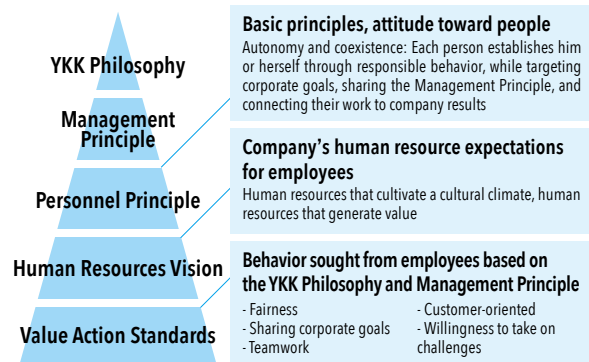 YKK Philosophy
Management
Principle
Personnel Principle
Human Resources Vision
Value Action Standards
Basic principles, attitude toward people
Autonomy and coexistence: Each person establishes him
or herself through responsible behavior, while targeting
corporate goals, sharing the Management Principle, and
connecting their work to company results
Company’s human resource expectations
for employees
Human resources that cultivate a cultural climate, human
resources that generate value
Behavior sought from employees based on
the YKK Philosophy and Management Principle
- Fairness
- Sharing corporate goals
- Teamwork
- Customer-oriented
- Willingness to take on
challenges